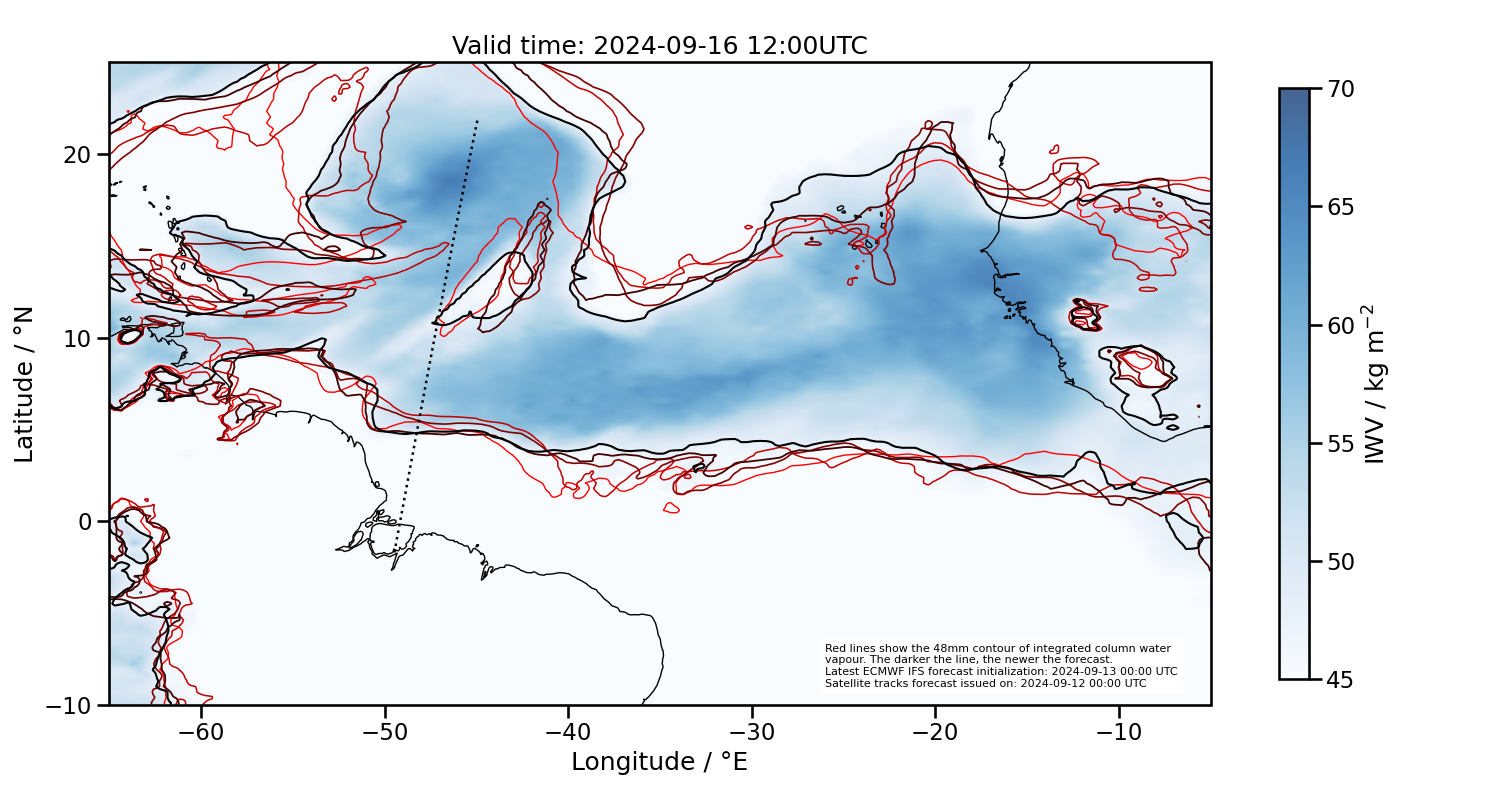 Valid time: 2024-09-16 12:00UTC
20
10
0
−10
Latitude / °N
−60
−50
−40
−30
−20
−10
Longitude / °E
70
65
60
55
50
45
IWV / kg m⁻²
Red lines show the 48mm contour of integrated column water
vapour. The darker the line, the newer the forecast.
Latest ECMWF IFS forecast initialization: 2024-09-13 00:00 UTC
Satellite tracks forecast issued on: 2024-09-12 00:00 UTC